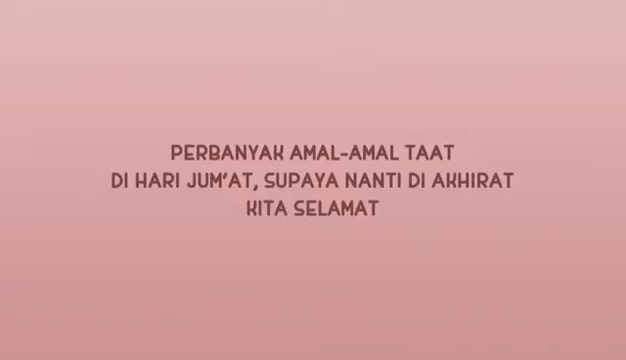 PERBANYAK AMAL-AMAL TAAT
DI HARI JUM'AT, SUPAYA NANTI DI AKHIRAT
KITA SELAMAT